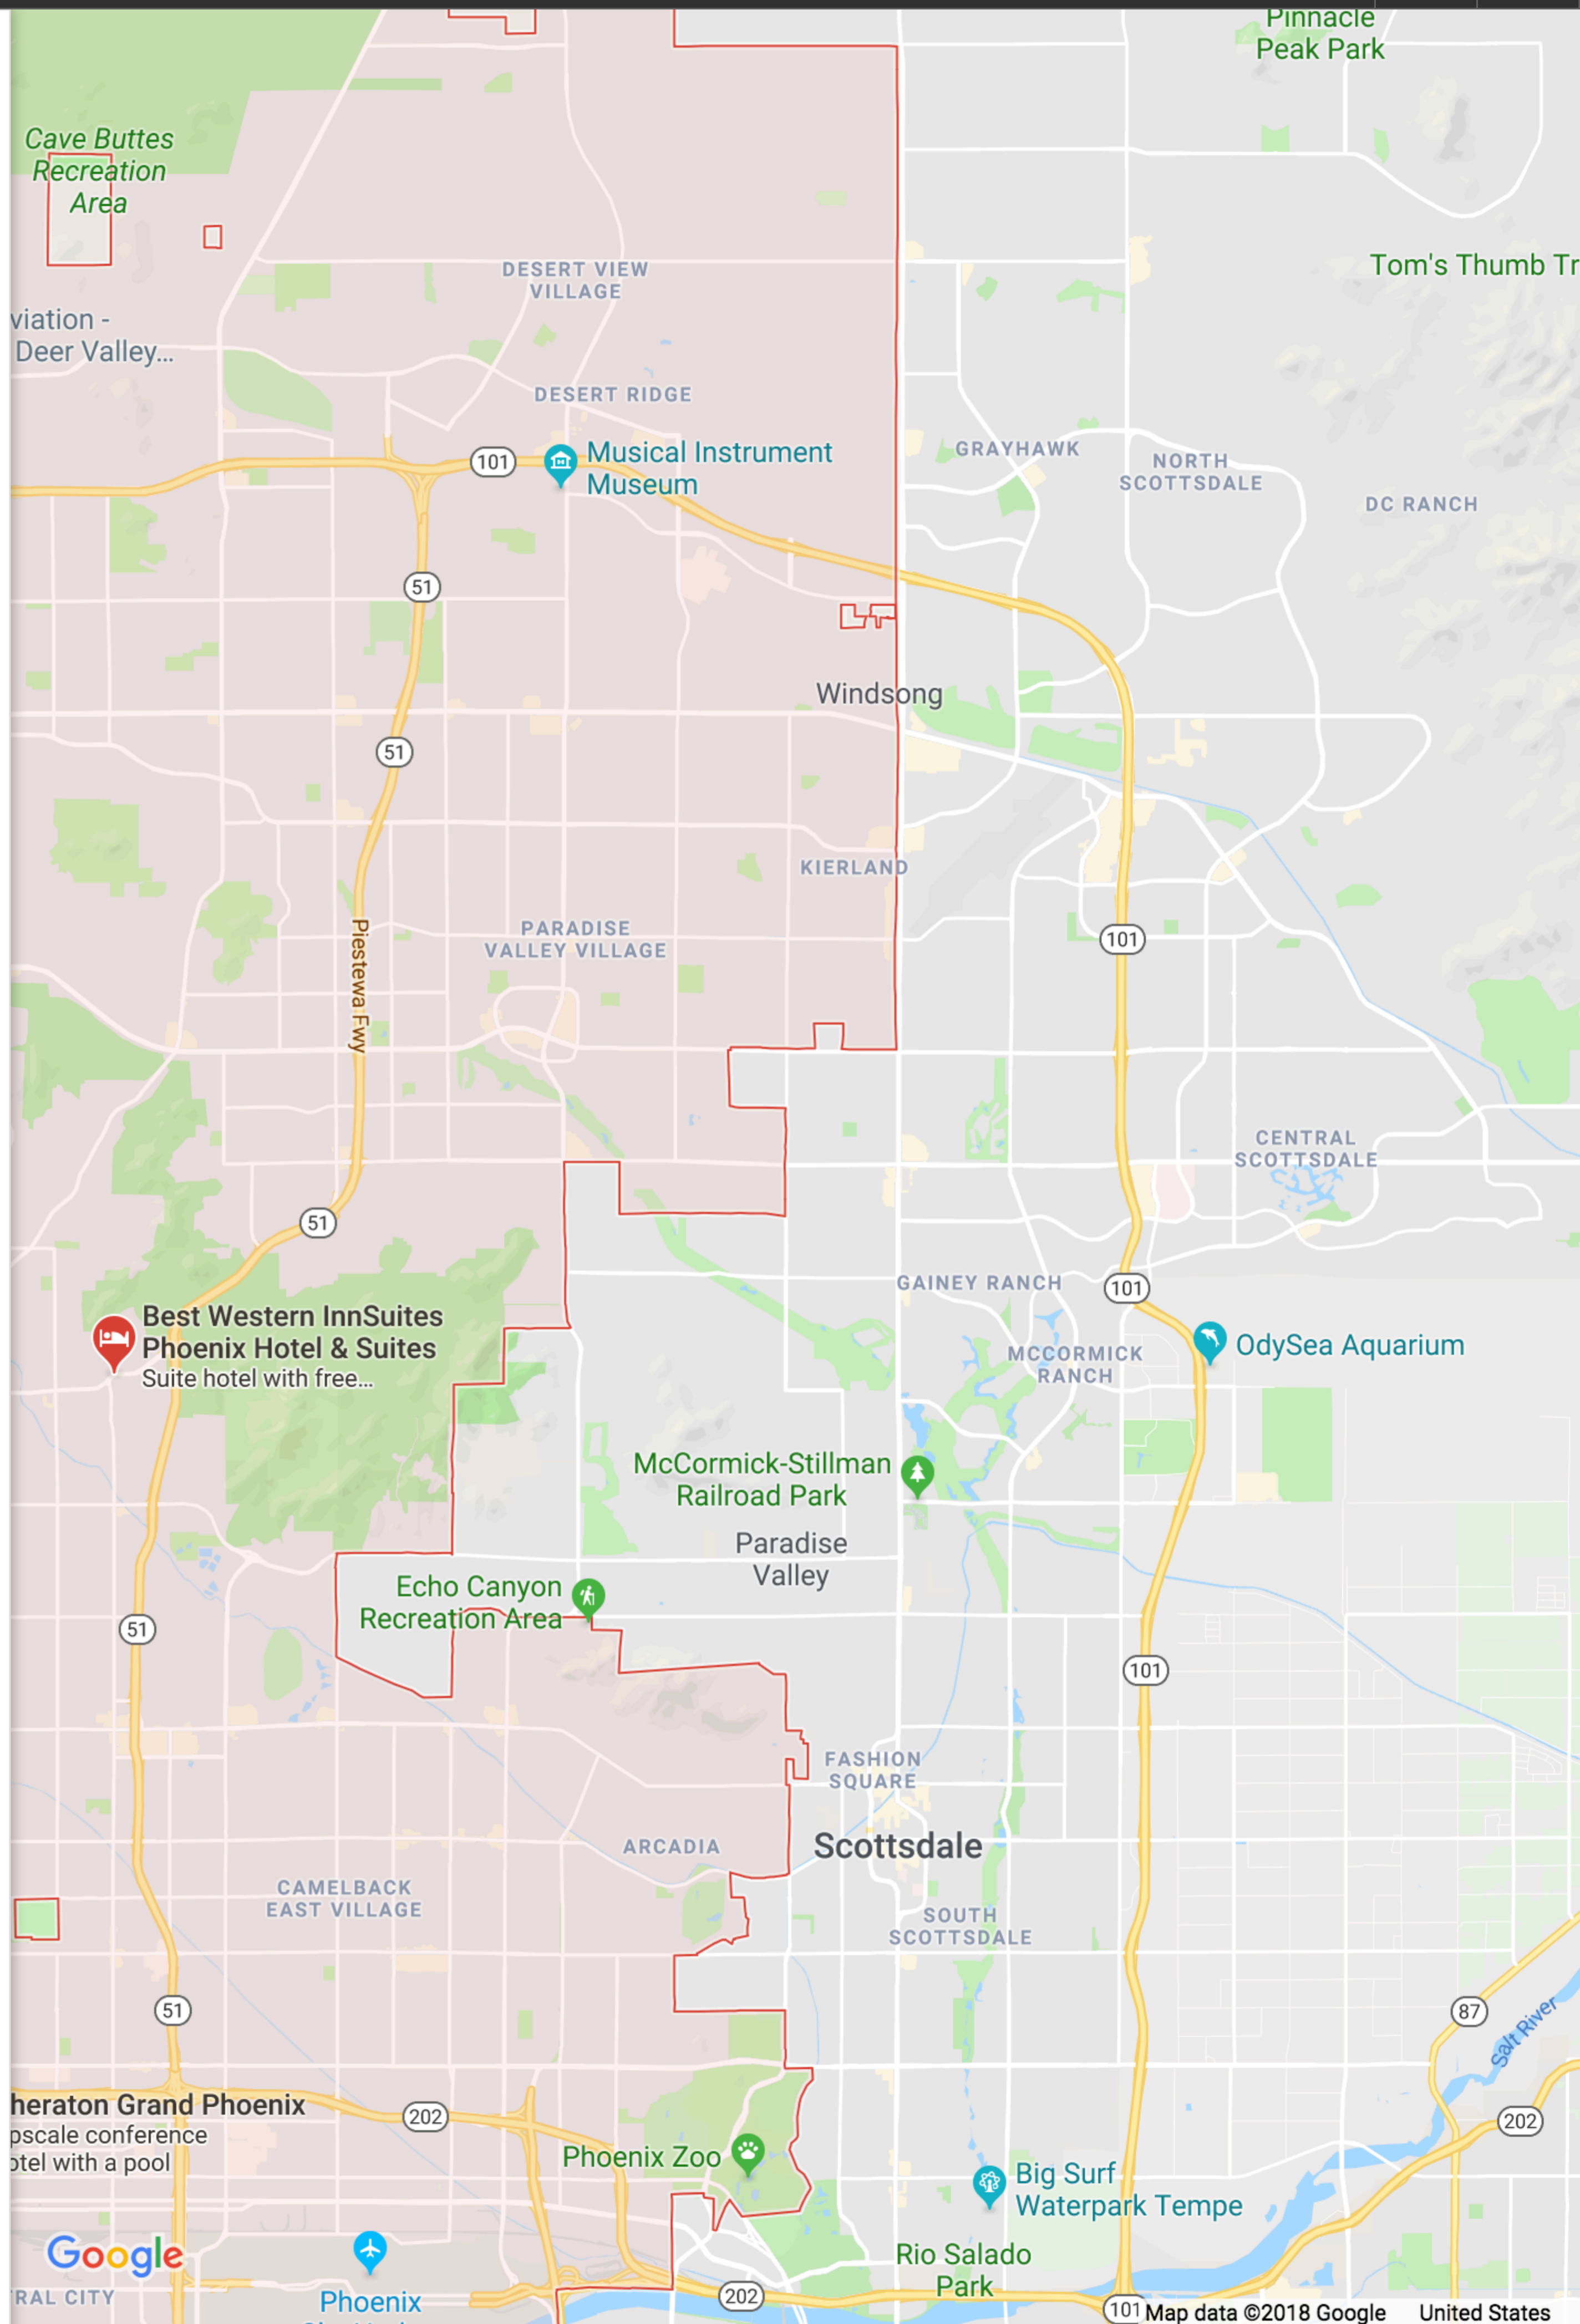 Pinnacle
Peak Park
Cave Buttes
Recreation
Area
Tom's Thumb Tr
DESERT VIEW
VILLAGE
viation -
Deer Valley...
DESERT RIDGE
101
Musical Instrument
Museum
GRAYHAWK
NORTH
SCOTTSDALE
DC RANCH
51
Windsong
51
KIERLAND
Piestewa Fwy
PARADISE
VALLEY VILLAGE
101
CENTRAL
SCOTTSDALE
51
GAINEY RANCH
101
Best Western InnSuites
Phoenix Hotel & Suites
Suite hotel with free...
MCCORMICK
RANCH
OdySea Aquarium
McCormick-Stillman
Railroad Park
Paradise
Valley
Echo Canyon
Recreation Area
51
101
FASHION
SQUARE
ARCADIA
Scottsdale
CAMELBACK
EAST VILLAGE
SOUTH
SCOTTSDALE
51
87
Salt River
heraton Grand Phoenix
pscale conference
otel with a pool
202
202
Phoenix Zoo
Big Surf
Waterpark Tempe
Google
Rio Salado
Park
RAL CITY
Phoenix
202
101
Map data ©2018 Google
United States